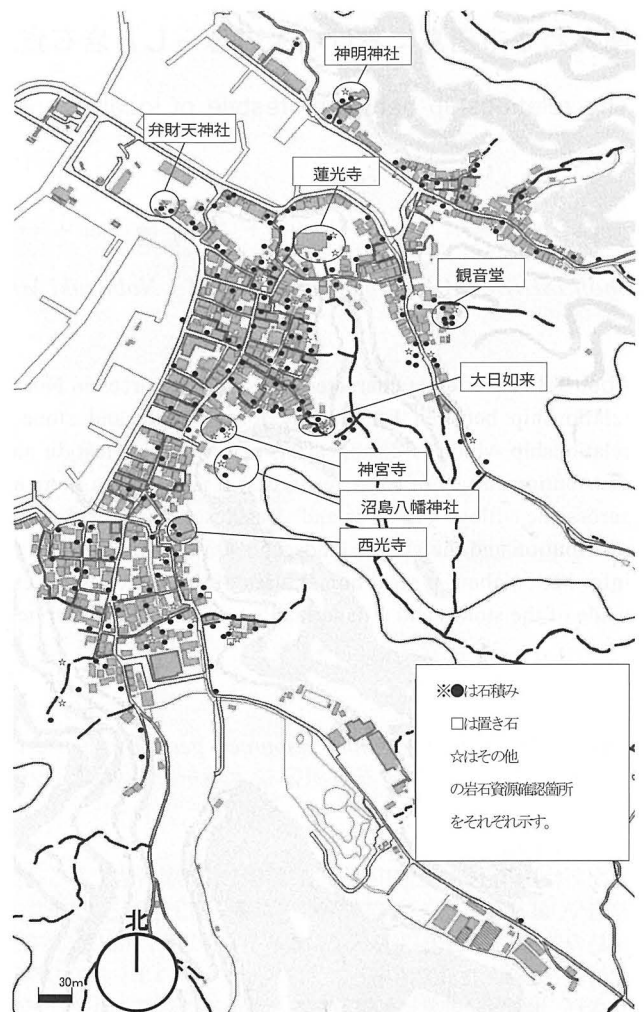 神明神社
弁財天神社
蓮光寺
観音堂
大日如来
神宮寺
沼島八幡神社
西光寺
※●は石積み
□は置き石
☆はその他
の岩石資源確認箇所
をそれぞれ示す。
北
30m